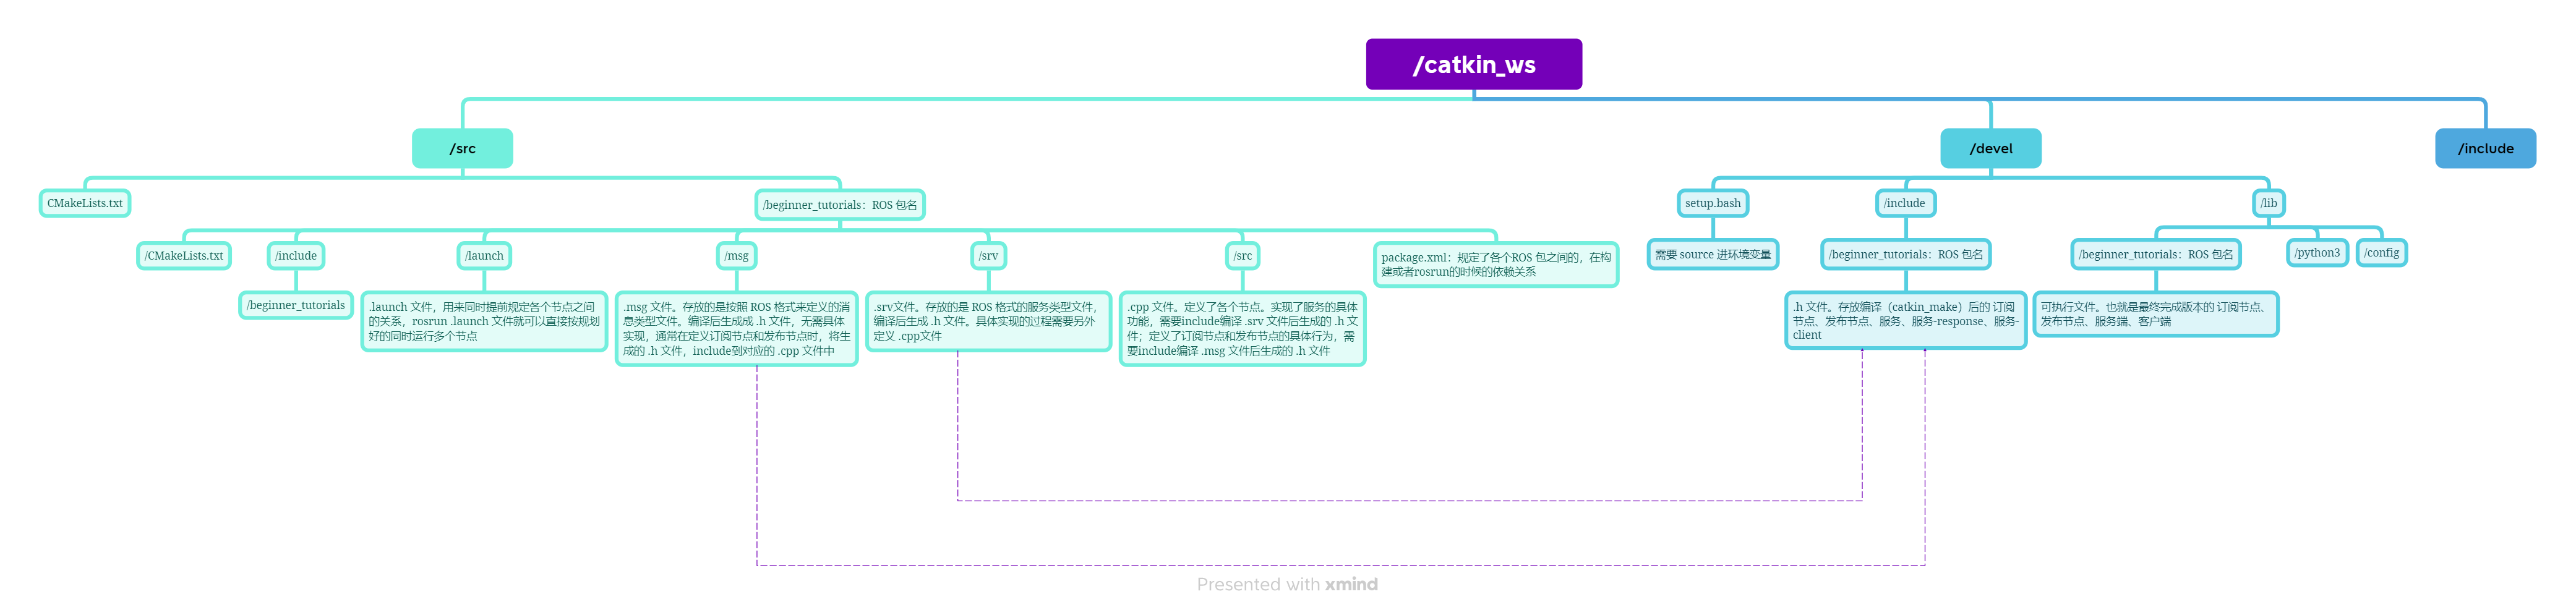 /catkin_ws
/src
/devel
/include
CMakeLists.txt
/beginner_tutorials：ROS 包名
setup.bash
/include
/lib
/CMakeLists.txt
/include
/launch
/msg
/srv
/src
package.xml：规定了各个ROS 包之间的，在构
建或者rosrun的时候的依赖关系
需要 source 进环境变量
/beginner_tutorials：ROS 包名
/beginner_tutorials：ROS 包名
/python3
/config
/beginner_tutorials
.launch 文件，用来同时提前规定各个节点之间
的关系，rosrun .launch 文件就可以直接按规划
好的同时运行多个节点
.msg 文件。存放的是按照 ROS 格式来定义的消
息类型文件。编译后生成成 .h 文件，无需具体
实现，通常在定义订阅节点和发布节点时，将生
成的 .h 文件，include到对应的 .cpp 文件中
.srv文件。存放的是 ROS 格式的服务类型文件，
编译后生成 .h 文件。具体实现的过程需要另外
定义 .cpp文件
.cpp 文件。定义了各个节点。实现了服务的具体
功能，需要include编译 .srv 文件后生成的 .h 文
件；定义了订阅节点和发布节点的具体行为，需
要include编译 .msg 文件后生成的 .h 文件
.h 文件。存放编译（catkin_make）后的 订阅
节点、发布节点、服务、服务-response、服务-
client
可执行文件。也就是最终完成版本的 订阅节点、
发布节点、服务端、客户端
Presented with xmind